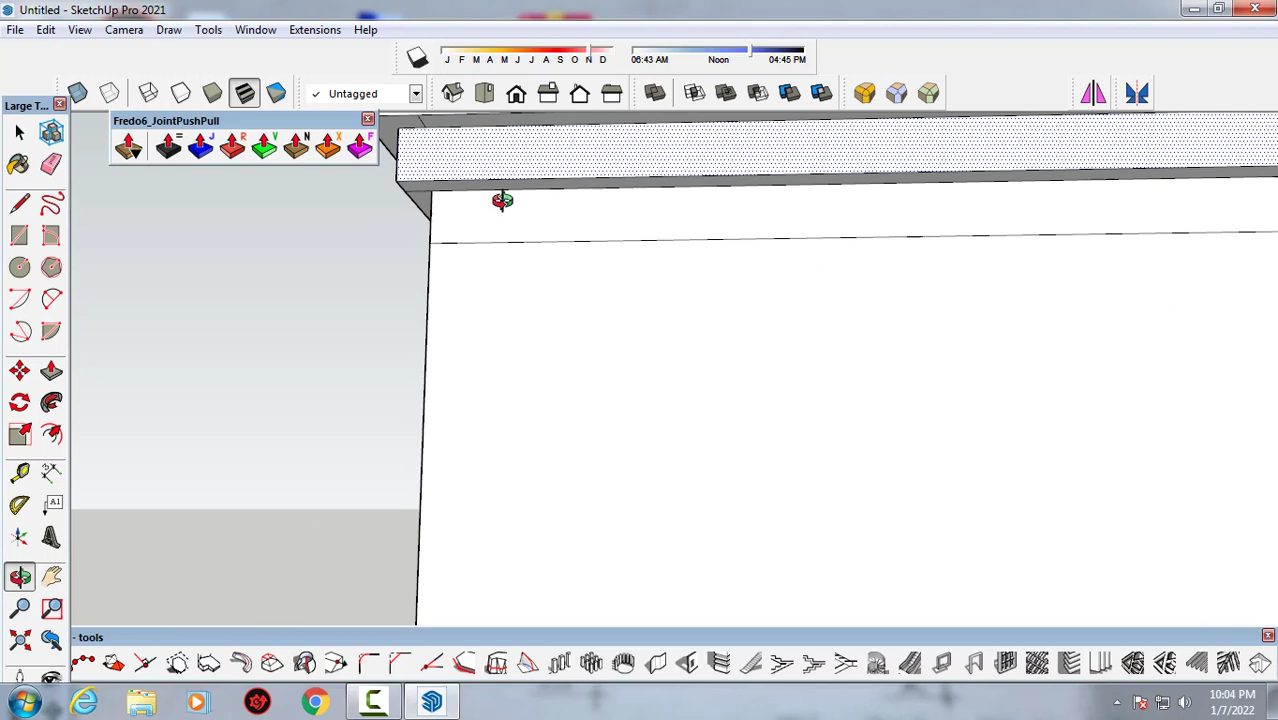 Untitled - SketchUp Pro 2021
File Edit View Camera Draw Tools Window Extensions Help
J F M A M J J A S O N D
06:43 AM Noon 04:45 PM
✓ Untagged
Large T...
Fredo6_JointPushPull
= J R V N X F
A1
- tools
10:04 PM
1/7/2022